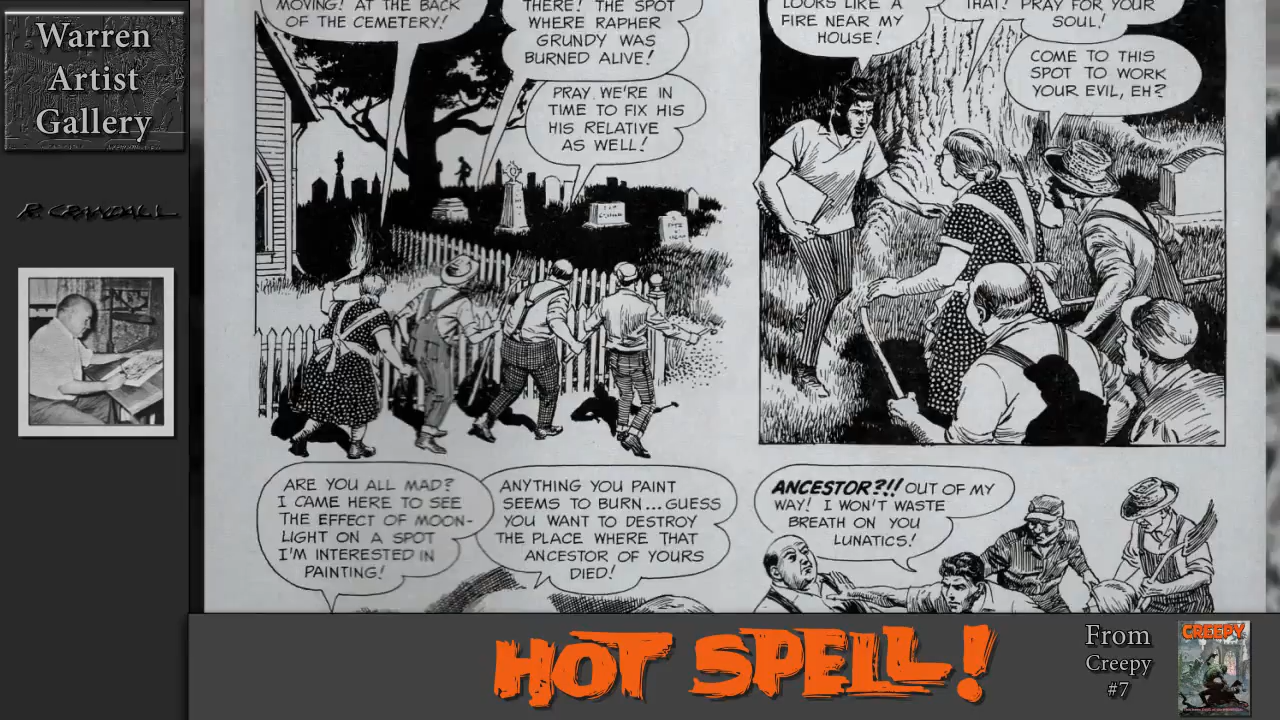 Warren
Artist
Gallery
R. CRANDALL
MOVING! AT THE BACK
OF THE CEMETERY!
THERE! THE SPOT
WHERE RAPHER
GRUNDY WAS
BURNED ALIVE!
PRAY, WE'RE IN
TIME TO FIX HIS
HIS RELATIVE
AS WELL!
LOOKS LIKE A
FIRE NEAR MY
HOUSE!
THAT! PRAY FOR YOUR
SOUL!
COME TO THIS
SPOT TO WORK
YOUR EVIL, EH?
ARE YOU ALL MAD?
I CAME HERE TO SEE
THE EFFECT OF MOON-
LIGHT ON A SPOT
I'M INTERESTED IN
PAINTING!
ANYTHING YOU PAINT
SEEMS TO BURN...GUESS
YOU WANT TO DESTROY
THE PLACE WHERE THAT
ANCESTOR OF YOURS
DIED!
ANCESTOR?!! OUT OF MY
WAY! I WON'T WASTE
BREATH ON YOU
LUNATICS!
HOT SPELL!
From
Creepy
#7
CREEPY